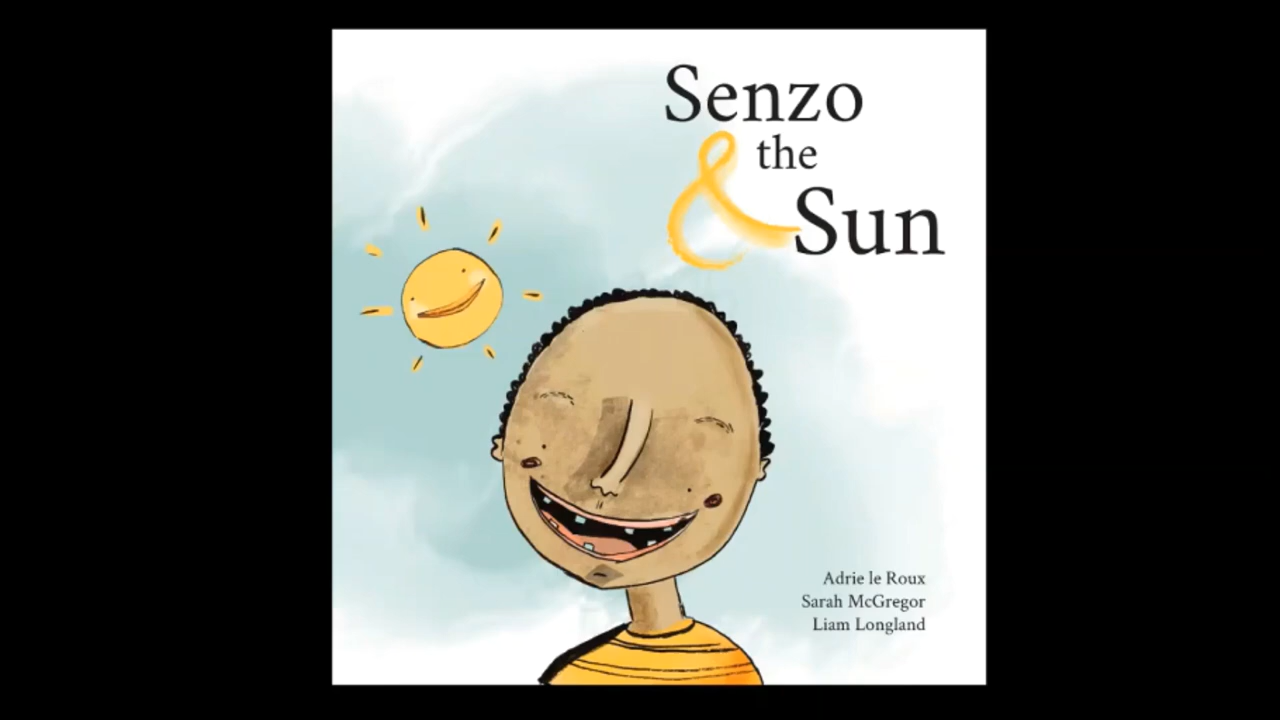 Senzo
& the
Sun
Adrie le Roux
Sarah McGregor
Liam Longland